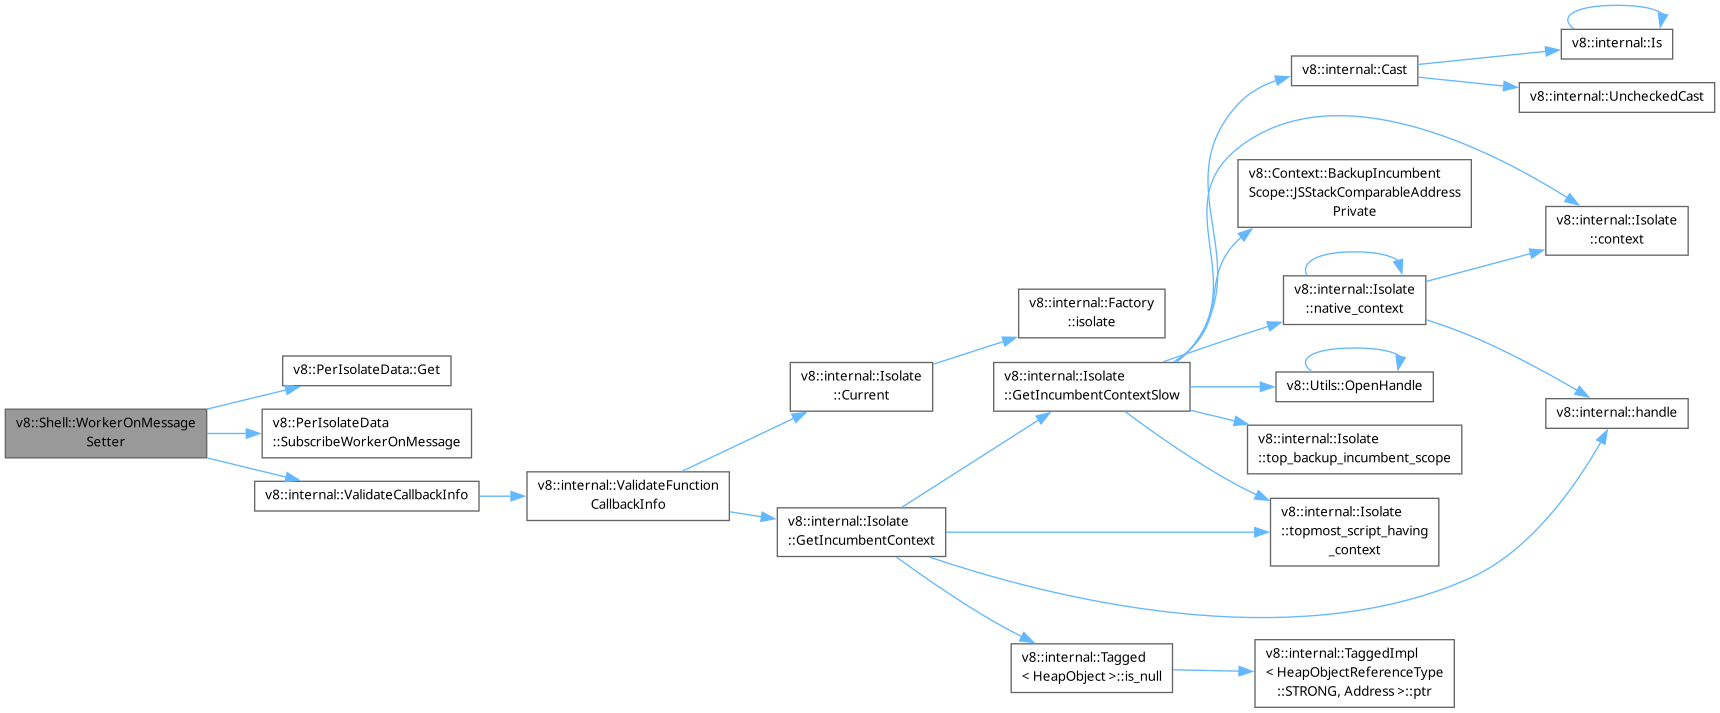 v8::Shell::WorkerOnMessage
Setter
v8::PerIsolateData::Get
v8::PerIsolateData
::SubscribeWorkerOnMessage
v8::internal::ValidateCallbackInfo
v8::internal::ValidateFunction
CallbackInfo
v8::internal::Isolate
::Current
v8::internal::Factory
::isolate
v8::internal::Isolate
::GetIncumbentContext
v8::internal::Isolate
::GetIncumbentContextSlow
v8::internal::Cast
v8::internal::Is
v8::internal::UncheckedCast
v8::Context::BackupIncumbent
Scope::JSStackComparableAddress
Private
v8::internal::Isolate
::context
v8::internal::Isolate
::native_context
v8::internal::handle
v8::Utils::OpenHandle
v8::internal::Isolate
::top_backup_incumbent_scope
v8::internal::Isolate
::topmost_script_having
_context
v8::internal::Tagged
< HeapObject >::is_null
v8::internal::TaggedImpl
< HeapObjectReferenceType
::STRONG, Address >::ptr